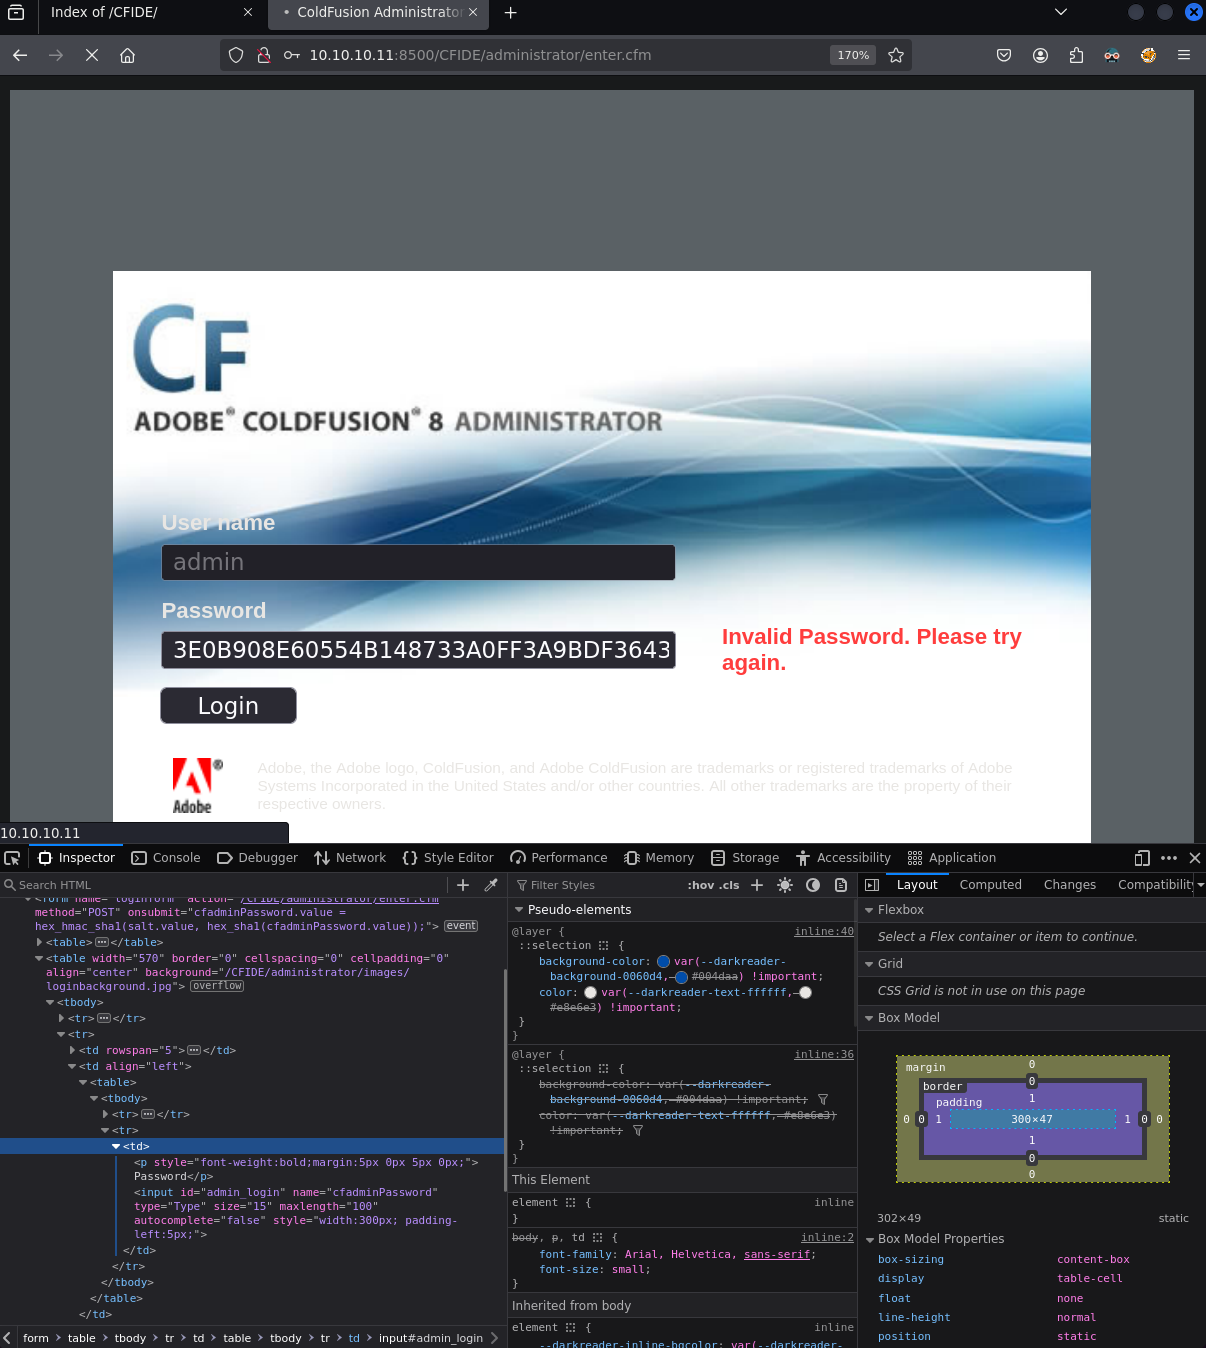 Index of /CFIDE/
ColdFusion Administrator
10.10.10.11:8500/CFIDE/administrator/enter.cfm
170%
CF
ADOBE® COLDFUSION® 8 ADMINISTRATOR
User name
admin
Password
3E0B908E60554B148733A0FF3A9BDF3643
Invalid Password. Please try
again.
Login
Adobe
Adobe, the Adobe logo, ColdFusion, and Adobe ColdFusion are trademarks or registered trademarks of Adobe
Systems Incorporated in the United States and/or other countries. All other trademarks are the property of their
respective owners.
10.10.10.11
Inspector Console Debugger Network Style Editor Performance Memory Storage Accessibility Application
Search HTML
<form name="loginform" action="/CFIDE/administrator/enter.cfm
method="POST" onsubmit="cfadminPassword.value =
hex_hmac_sha1(salt.value, hex_sha1(cfadminPassword.value));"> event
<table>…</table>
<table width="570" border="0" cellspacing="0" cellpadding="0"
align="center" background="/CFIDE/administrator/images/
loginbackground.jpg"> overflow
<tbody>
<tr>…</tr>
<tr>
<td rowspan="5">…</td>
<td align="left">
<table>
<tbody>
<tr>…</tr>
<tr>
<td>
<p style="font-weight:bold;margin:5px 0px 5px 0px;">
Password</p>
<input id="admin_login" name="cfadminPassword"
type="Type" size="15" maxlength="100"
autocomplete="false" style="width:300px; padding-
left:5px;">
</td>
</tr>
</tbody>
</table>
</td>
form > table > tbody > tr > td > table > tbody > tr > td > input#admin_login
Filter Styles
:hov .cls
Pseudo-elements
@layer { inline:40
::selection {
background-color: var(--darkreader-
background-0060d4, #004daa) !important;
color: var(--darkreader-text-ffffff,
#e8e6e3) !important;
}
}
@layer { inline:36
::selection {
background-color: var(--darkreader-
background-0060d4, #004daa) !important;
color: var(--darkreader-text-ffffff, #e8e6e3)
!important;
}
}
This Element
element { inline
}
body, p, td { inline:2
font-family: Arial, Helvetica, sans-serif;
font-size: small;
}
Inherited from body
element { inline
--darkreader-inline-bgcolor: var(--darkreader-
Layout Computed Changes Compatibility
Flexbox
Select a Flex container or item to continue.
Grid
CSS Grid is not in use on this page
Box Model
margin 0
border 0
padding 1
0 0 1 300×47 1 0 0
1
0
0
302×49 static
Box Model Properties
box-sizing content-box
display table-cell
float none
line-height normal
position static